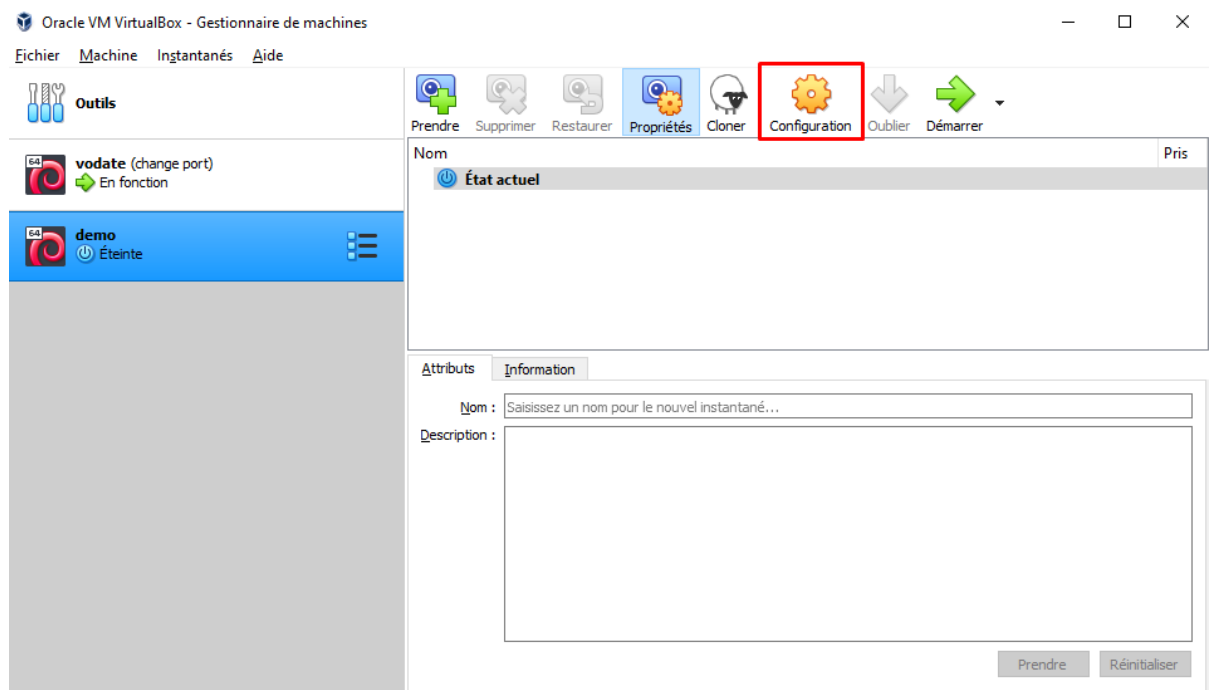 Oracle VM VirtualBox - Gestionnaire de machines
Fichier Machine Instantanés Aide
Outils
Prendre Supprimer Restaurer Propriétés Cloner Configuration Oublier Démarrer
Nom Pris
État actuel
64
vodate (change port)
En fonction
64
demo
Éteinte
Attributs Information
Nom : Saisissez un nom pour le nouvel instantané...
Description :
Prendre Réinitialiser